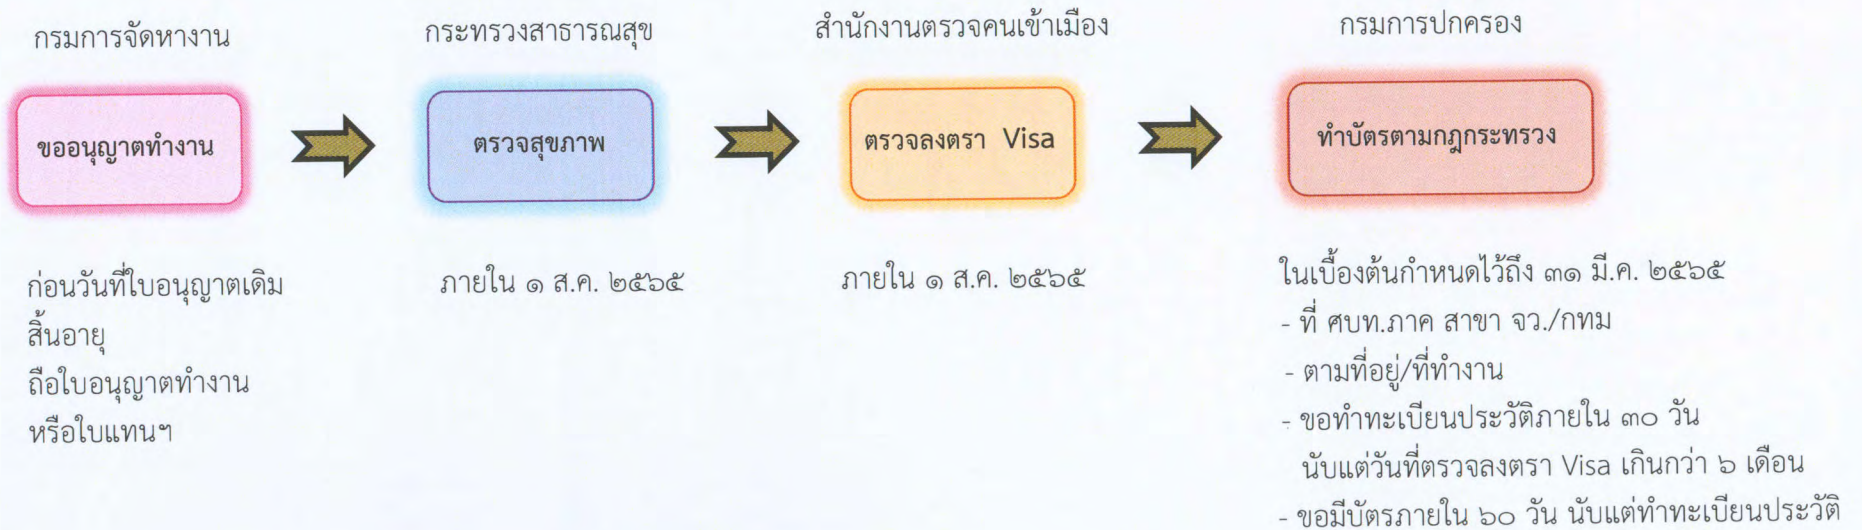 กรมการจัดหางาน
ขออนุญาตทำงาน
ก่อนวันที่ใบอนุญาตเดิม
สิ้นอายุ
ถือใบอนุญาตทำงาน
หรือใบแทนฯ
กระทรวงสาธารณสุข
ตรวจสุขภาพ
ภายใน ๑ ส.ค. ๒๕๖๕
สำนักงานตรวจคนเข้าเมือง
ตรวจลงตรา Visa
ภายใน ๑ ส.ค. ๒๕๖๕
กรมการปกครอง
ทำบัตรตามกฎกระทรวง
ในเบื้องต้นกำหนดไว้ถึง ๓๑ มี.ค. ๒๕๖๕
- ที่ ศบท.ภาค สาขา จว./กทม
- ตามที่อยู่/ที่ทำงาน
- ขอทำทะเบียนประวัติภายใน ๓๐ วัน
นับแต่วันที่ตรวจลงตรา Visa เกินกว่า ๖ เดือน
- ขอมีบัตรภายใน ๖๐ วัน นับแต่ทำทะเบียนประวัติ